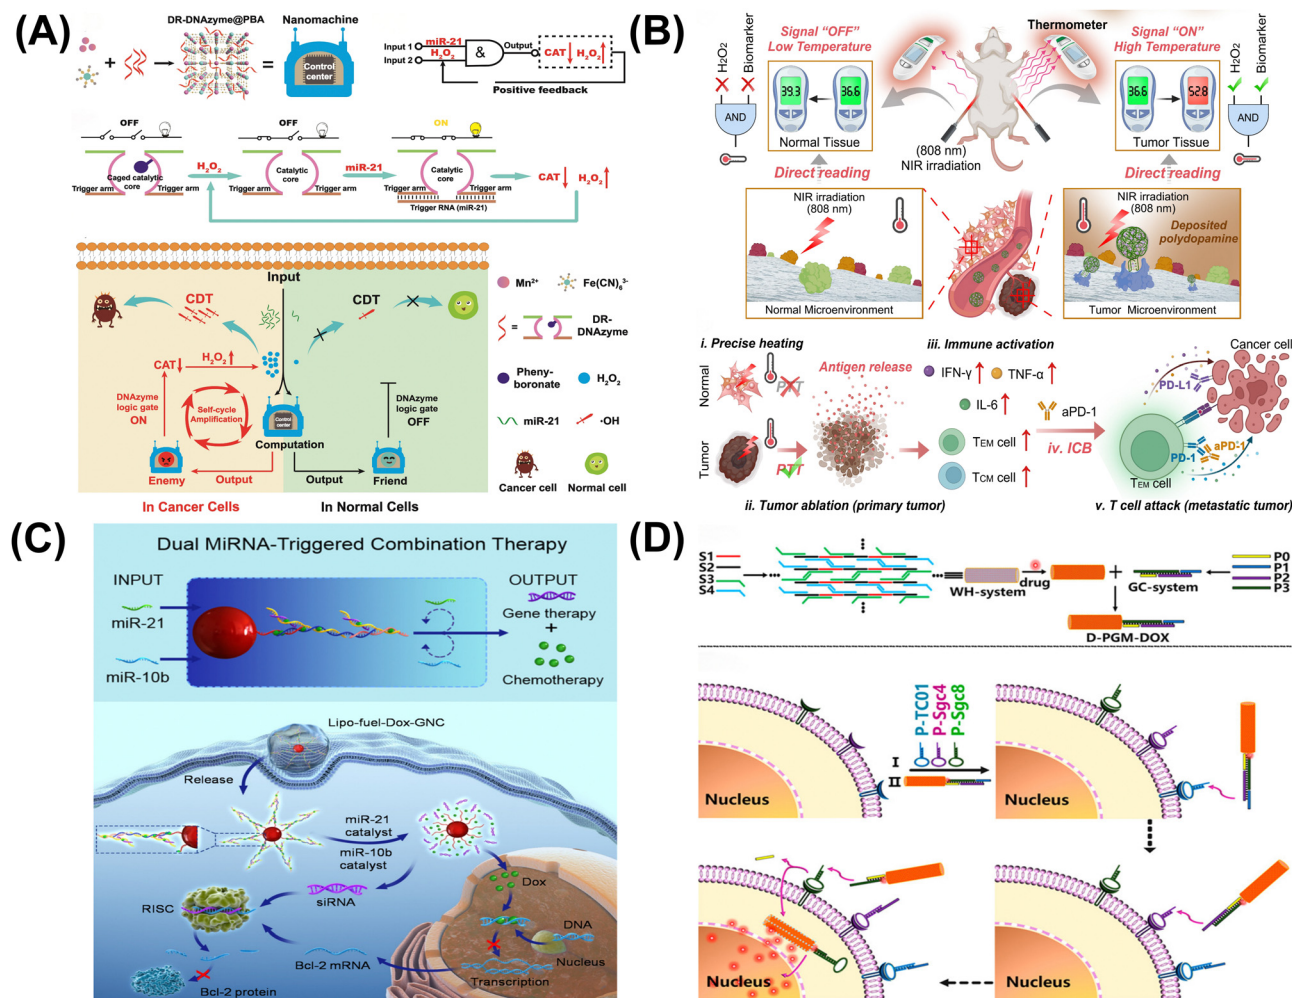 (A)
DR-DNAzyme@PBA
Nanomachine
Control
center
Input 1
miR-21
Input 2
H₂O₂
&
Output
CAT
H₂O₂
Positive feedback
OFF
OFF
ON
Caged catalytic
core
Trigger arm
Trigger arm
H₂O₂
Catalytic
core
Trigger arm
Trigger arm
miR-21
Catalytic
core
Trigger arm
Trigger arm
Trigger RNA (miR-21)
CAT
H₂O₂
Input
CDT
CDT
CAT
H₂O₂
DNAzyme
logic gate
ON
Self-cycle
Amplification
Control
center
Computation
DNAzyme
logic gate
OFF
Enemy
Output
Output
Friend
In Cancer Cells
In Normal Cells
Mn²⁺
Fe(CN)₆³⁻
=
DR-
DNAzyme
Pheny-
boronate
H₂O₂
miR-21
·OH
Cancer cell
Normal cell
(B)
Signal “OFF”
Low Temperature
Thermometer
Signal “ON”
High Temperature
H₂O₂
Biomarker
AND
39.3
36.6
Normal Tissue
36.6
52.8
Tumor Tissue
H₂O₂
Biomarker
AND
(808 nm)
NIR irradiation
Direct reading
Direct reading
NIR irradiation
(808 nm)
Normal Microenvironment
NIR irradiation
(808 nm)
Deposited
polydopamine
Tumor Microenvironment
i. Precise heating
iii. Immune activation
Normal
PTT
Tumor
PTT
Antigen release
IFN-γ
TNF-α
IL-6
TEM cell
TCM cell
aPD-1
iv. ICB
Cancer cell
PD-L1
PD-1
aPD-1
TEM cell
ii. Tumor ablation (primary tumor)
v. T cell attack (metastatic tumor)
(C)
Dual MiRNA-Triggered Combination Therapy
INPUT
OUTPUT
miR-21
miR-10b
Gene therapy
+
Chemotherapy
Lipo-fuel-Dox-GNC
Release
miR-21
catalyst
miR-10b
catalyst
Dox
siRNA
RISC
DNA
Nucleus
Bcl-2 mRNA
Transcription
Bcl-2 protein
(D)
S1
S2
S3
S4
WH-system
drug
GC-system
P0
P1
P2
P3
D-PGM-DOX
Nucleus
P-TC01
P-Sgc4
P-Sgc8
I
II
Nucleus
Nucleus
Nucleus